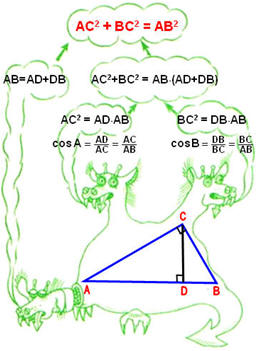 AC² + BC² = AB²
AB=AD+DB
AC²+BC² = AB·(AD+DB)
AC² = AD·AB
BC² = DB·AB
cosA = AD/AC = AC/AB
cosB = DB/BC = BC/AB
C
A
D
B